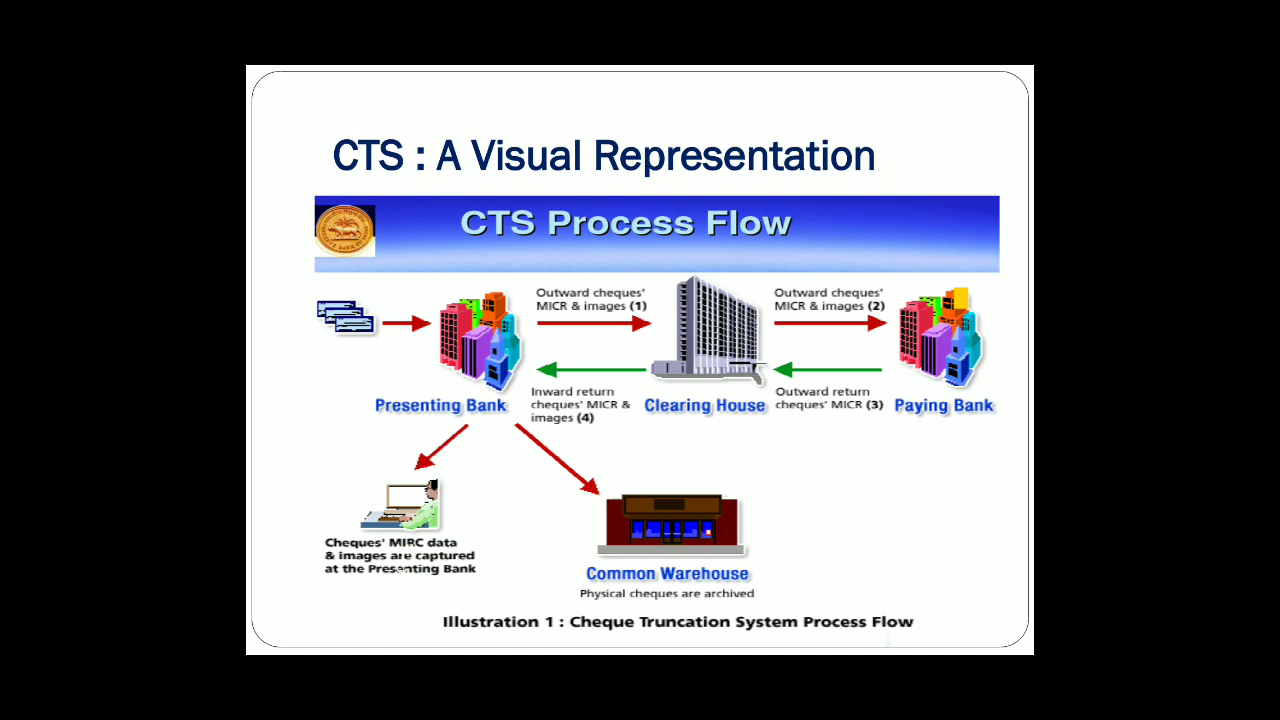 CTS : A Visual Representation
CTS Process Flow
Outward cheques'
MICR & images (1)
Outward cheques'
MICR & images (2)
Inward return
cheques' MICR &
images (4)
Outward return
cheques' MICR (3)
Presenting Bank
Clearing House
Paying Bank
Cheques' MIRC data
& images are captured
at the Presenting Bank
Common Warehouse
Physical cheques are archived
Illustration 1 : Cheque Truncation System Process Flow